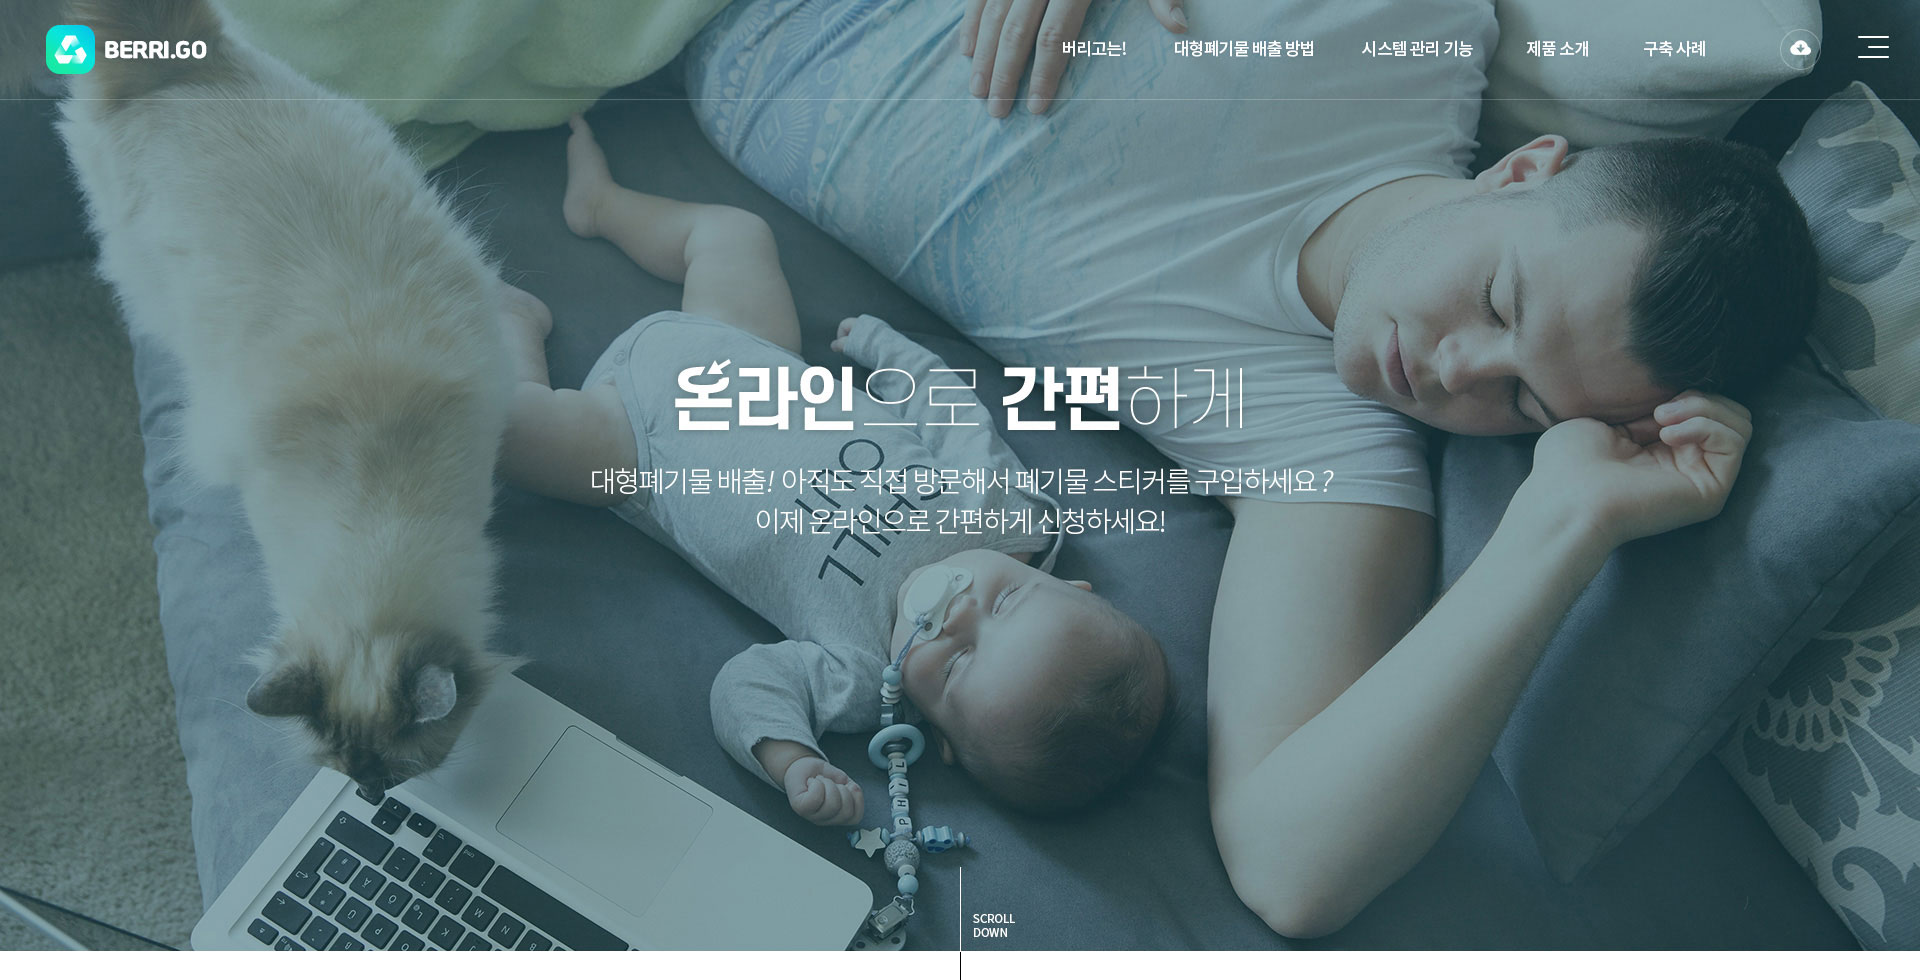 BERRI.GO
버리고는!
대형폐기물 배출 방법
시스템 관리 기능
제품 소개
구축 사례
온라인으로 간편하게
대형폐기물 배출! 아직도 직접 방문해서 폐기물 스티커를 구입하세요?
이제 온라인으로 간편하게 신청하세요!
CHILL
OUT
PHIL
SCROLL
DOWN